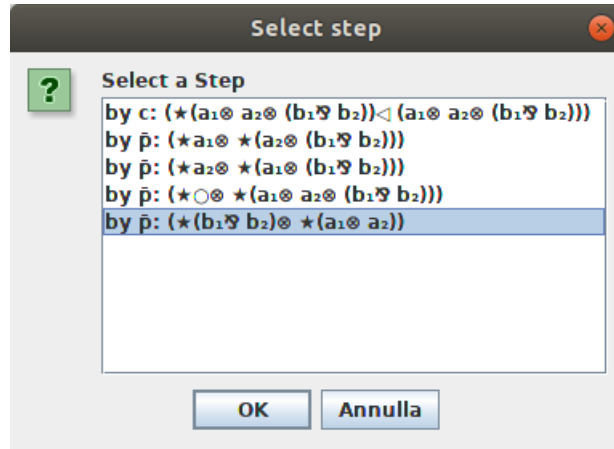 Select step
?
Select a Step
by c: (★(a₁⊗ a₂⊗ (b₁⅋ b₂))◁ (a₁⊗ a₂⊗ (b₁⅋ b₂)))
by p̄: (★a₁⊗ ★(a₂⊗ (b₁⅋ b₂)))
by p̄: (★a₂⊗ ★(a₁⊗ (b₁⅋ b₂)))
by p̄: (★○⊗ ★(a₁⊗ a₂⊗ (b₁⅋ b₂)))
by p̄: (★(b₁⅋ b₂)⊗ ★(a₁⊗ a₂))
OK Annulla